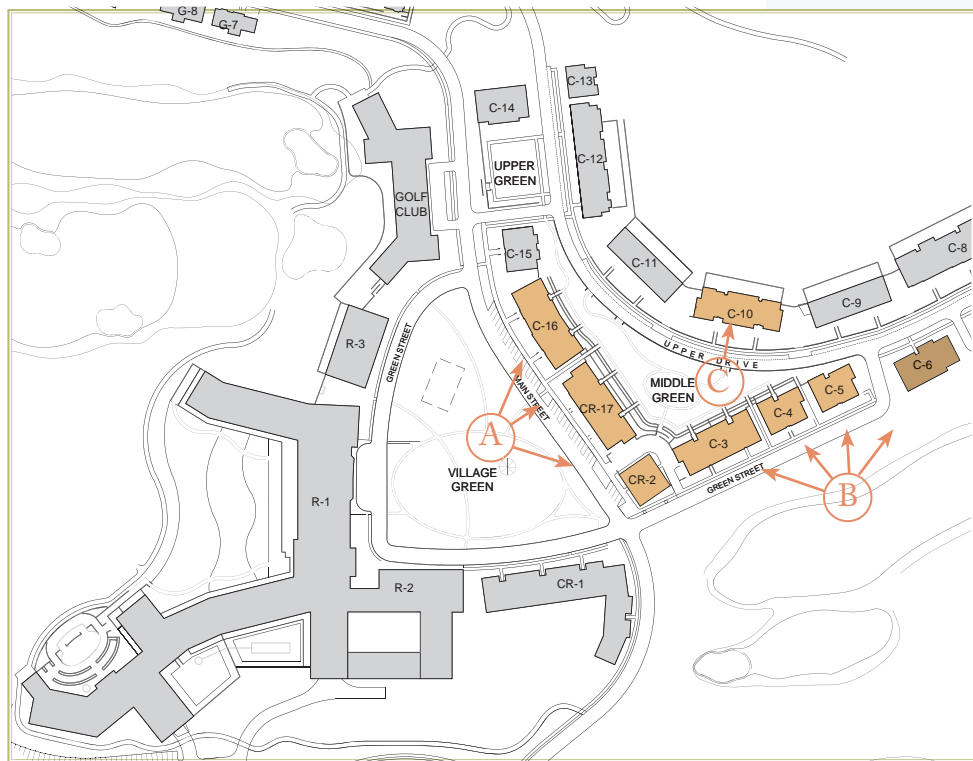 G-8
G-7
C-13
C-14
C-12
UPPER
GREEN
GOLF
CLUB
C-15
C-11
C-8
C-10
C-9
C-16
R-3
GREEN STREET
UPPER DRIVE
C-6
MAIN STREET
MIDDLE
GREEN
C
C-5
CR-17
C-4
A
C-3
VILLAGE
GREEN
CR-2
GREEN STREET
B
R-1
R-2
CR-1